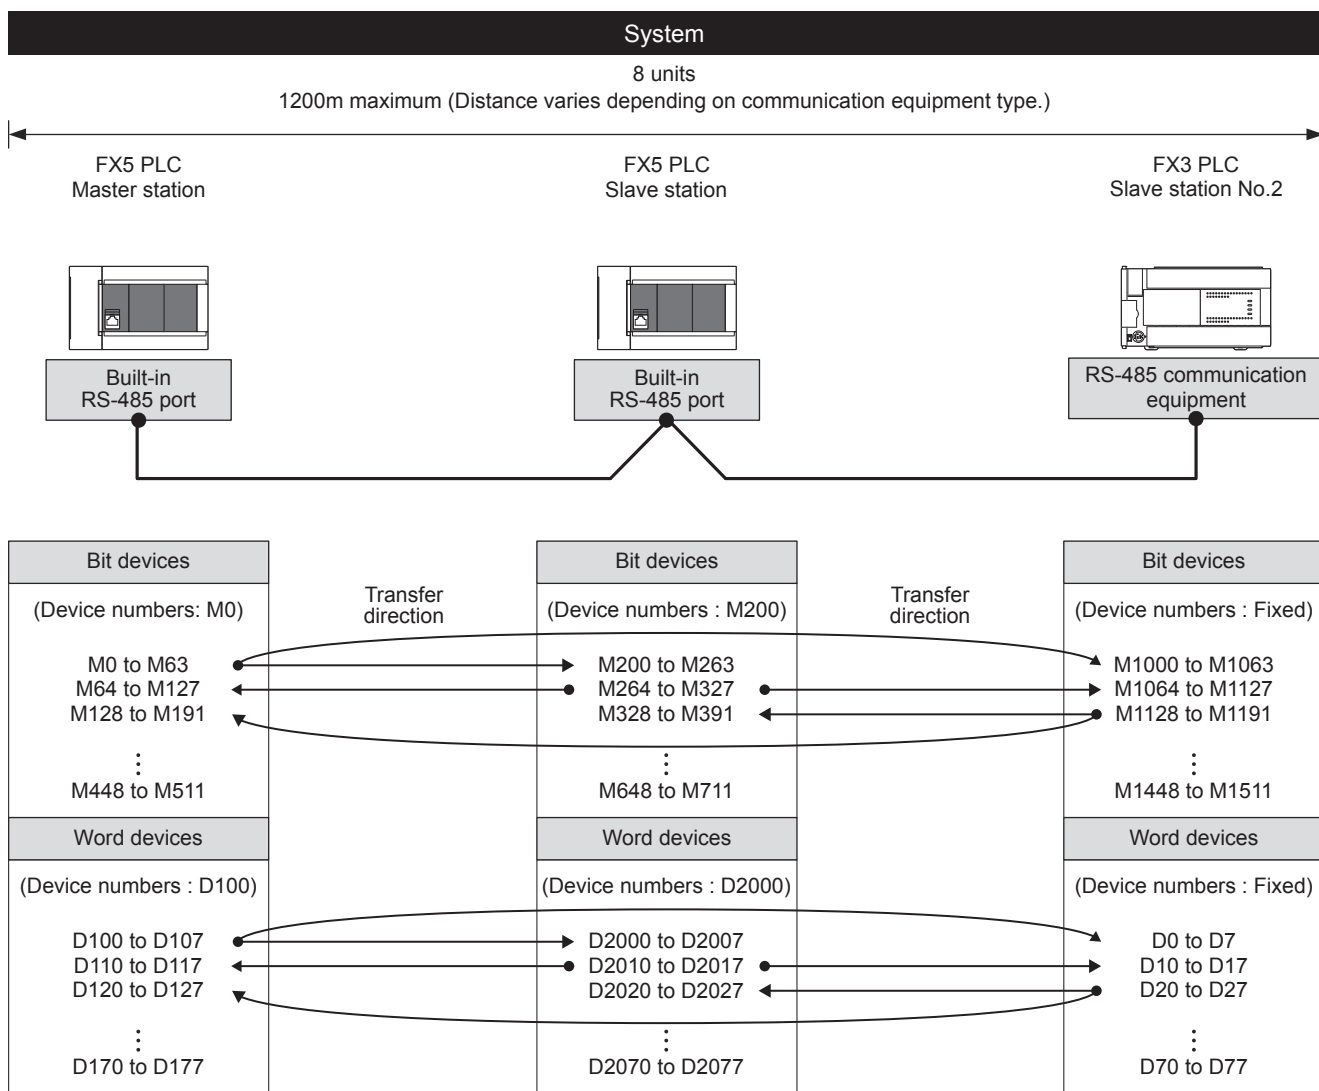 System
8 units
1200m maximum (Distance varies depending on communication equipment type.)
FX5 PLC
Master station
FX5 PLC
Slave station
FX3 PLC
Slave station No.2
Built-in
RS-485 port
Built-in
RS-485 port
RS-485 communication
equipment
Bit devices
(Device numbers: M0)
M0 to M63
M64 to M127
M128 to M191
M448 to M511
Word devices
(Device numbers : D100)
D100 to D107
D110 to D117
D120 to D127
D170 to D177
Transfer
direction
Bit devices
(Device numbers : M200)
M200 to M263
M264 to M327
M328 to M391
M648 to M711
Word devices
(Device numbers : D2000)
D2000 to D2007
D2010 to D2017
D2020 to D2027
D2070 to D2077
Transfer
direction
Bit devices
(Device numbers : Fixed)
M1000 to M1063
M1064 to M1127
M1128 to M1191
M1448 to M1511
Word devices
(Device numbers : Fixed)
D0 to D7
D10 to D17
D20 to D27
D70 to D77